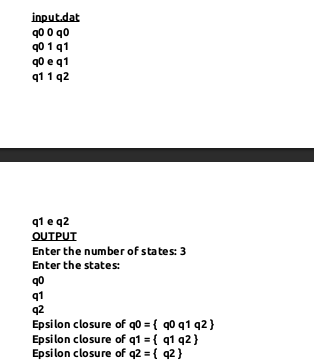 input.dat
q0 0 q0
q0 1 q1
q0 e q1
q1 1 q2
q1 e q2
OUTPUT
Enter the number of states: 3
Enter the states:
q0
q1
q2
Epsilon closure of q0 = { q0 q1 q2 }
Epsilon closure of q1 = { q1 q2 }
Epsilon closure of q2 = { q2 }